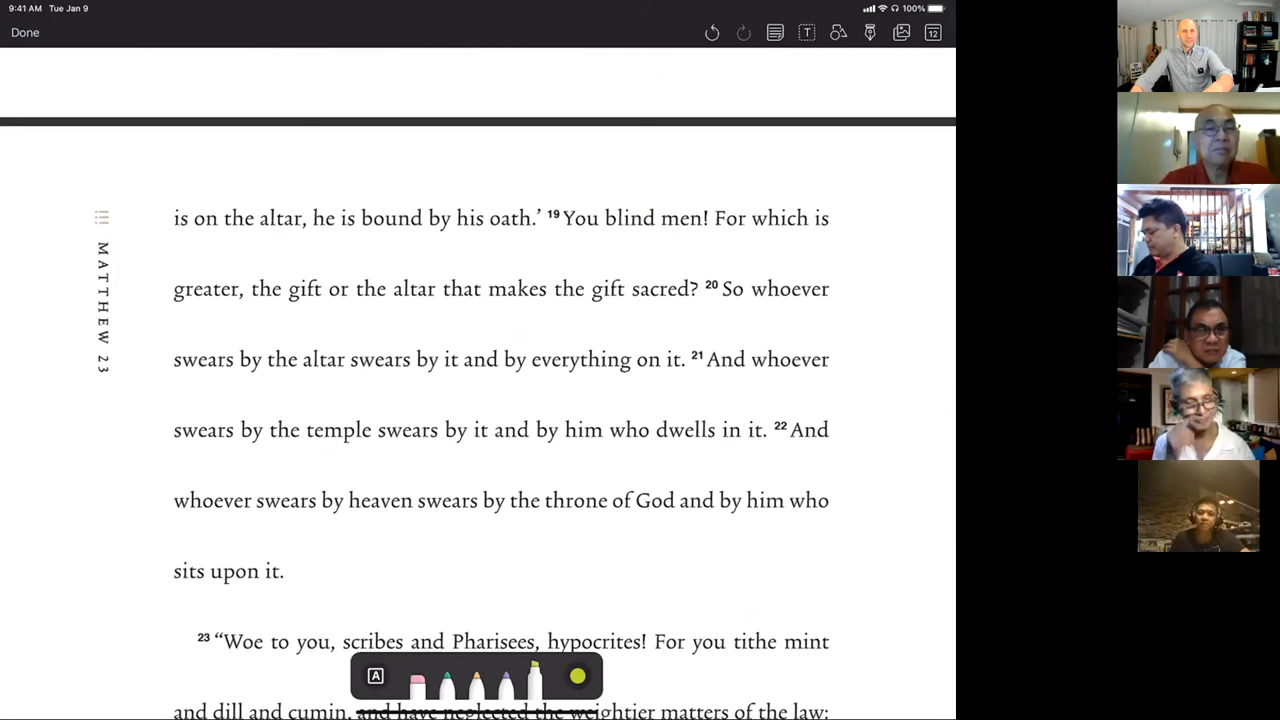 9:41 AM Tue Jan 9
100%
Done
T
12
MATTHEW 23
is on the altar, he is bound by his oath.’ 19 You blind men! For which is
greater, the gift or the altar that makes the gift sacred? 20 So whoever
swears by the altar swears by it and by everything on it. 21 And whoever
swears by the temple swears by it and by him who dwells in it. 22 And
whoever swears by heaven swears by the throne of God and by him who
sits upon it.
23 “Woe to you, scribes and Pharisees, hypocrites! For you tithe mint
A
and dill and cumin, and have neglected the weightier matters of the law: